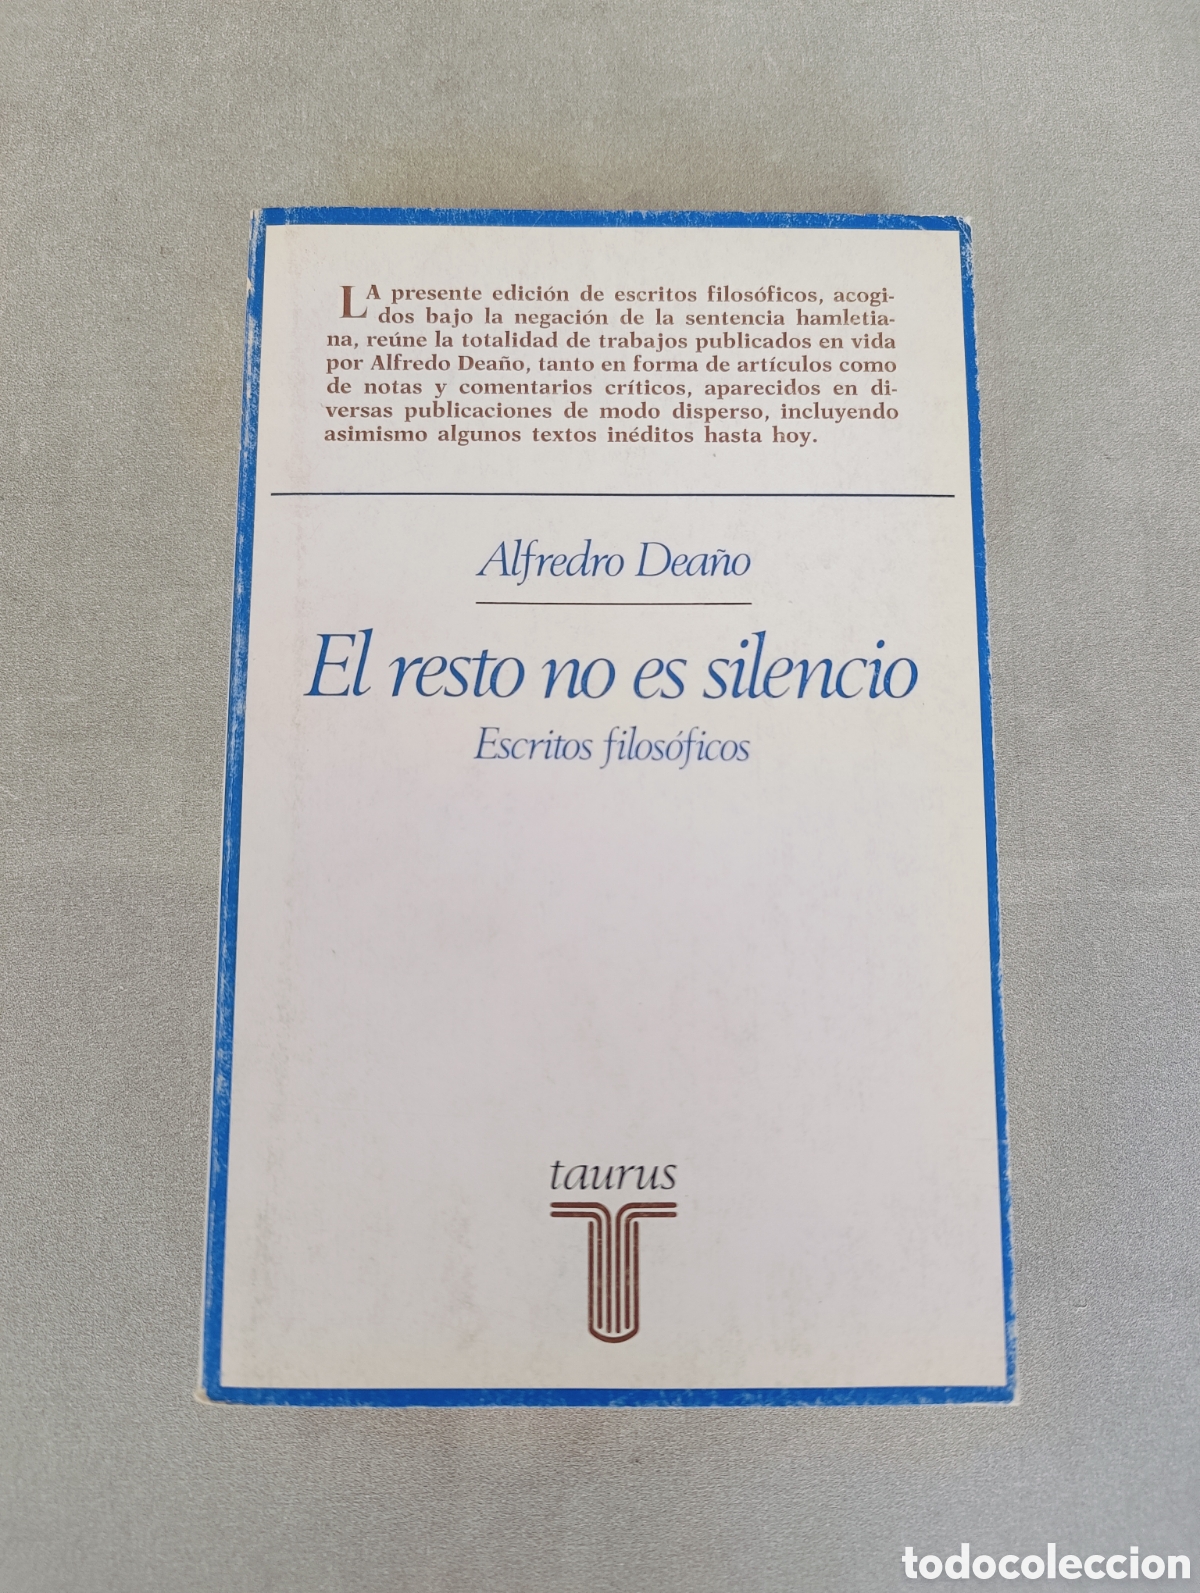 LA presente edición de escritos filosóficos, acogi-
dos bajo la negación de la sentencia hamletia-
na, reúne la totalidad de trabajos publicados en vida
por Alfredo Deaño, tanto en forma de artículos como
de notas y comentarios críticos, aparecidos en di-
versas publicaciones de modo disperso, incluyendo
asimismo algunos textos inéditos hasta hoy.
Alfredro Deaño
El resto no es silencio
Escritos filosóficos
taurus
todocoleccion